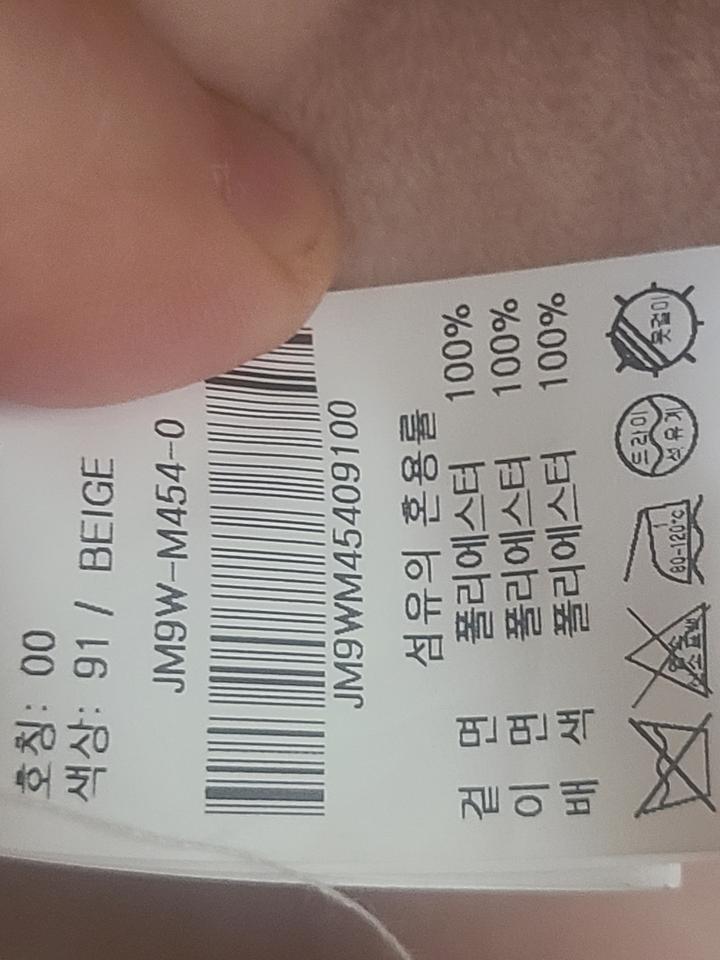 호칭: 00
색상: 91 / BEIGE
JM9W-M454-0
JM9WM45409100
섬유의 혼용률
겉 면 폴리에스터 100%
이 면 폴리에스터 100%
배 색 폴리에스터 100%
80-120°C
드라이
석유계
옷걸이